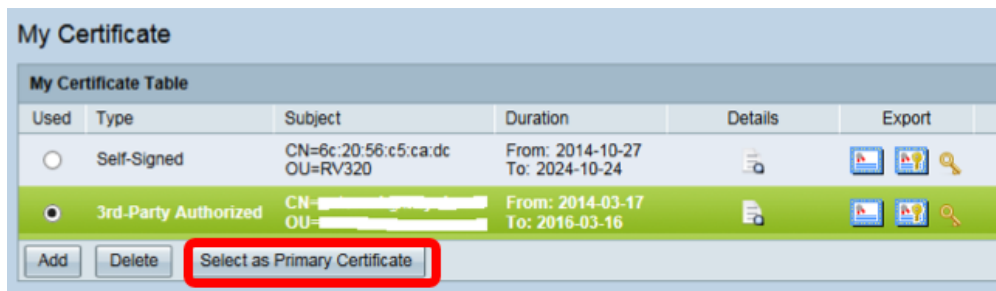 My Certificate
My Certificate Table
Used Type Subject Duration Details Export
Self-Signed CN=6c:20:56:c5:ca:dc From: 2014-10-27
OU=RV320 To: 2024-10-24
3rd-Party Authorized CN= From: 2014-03-17
OU= To: 2016-03-16
Add Delete Select as Primary Certificate